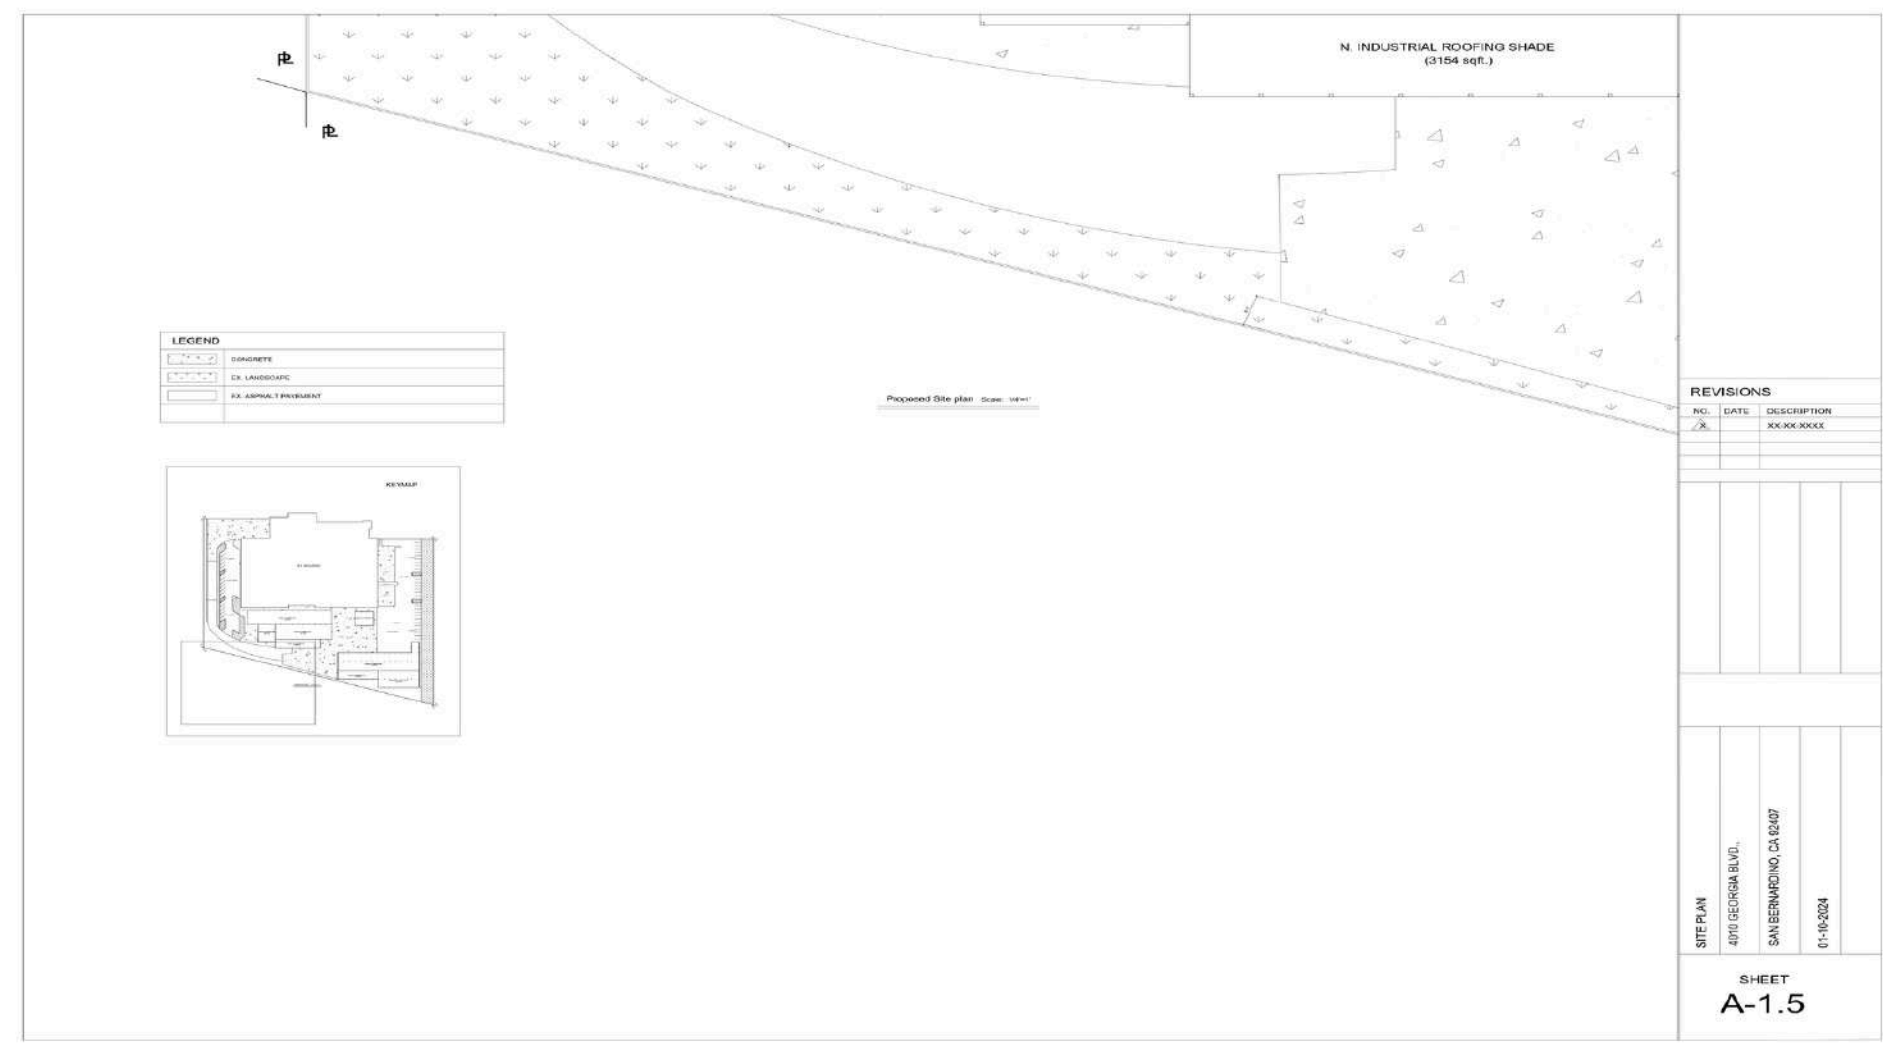 PL
PL
N. INDUSTRIAL ROOFING SHADE
(3154 sqft.)
LEGEND
CONCRETE
EX. LANDSCAPE
EX. ASPHALT PAVEMENT
Proposed Site plan Scale:
KEYMAP
REVISIONS
NO. DATE DESCRIPTION
X XX-XX-XXXX
SITE PLAN
4010 GEORGIA BLVD.,
SAN BERNARDINO, CA 92407
01-10-2024
SHEET
A-1.5